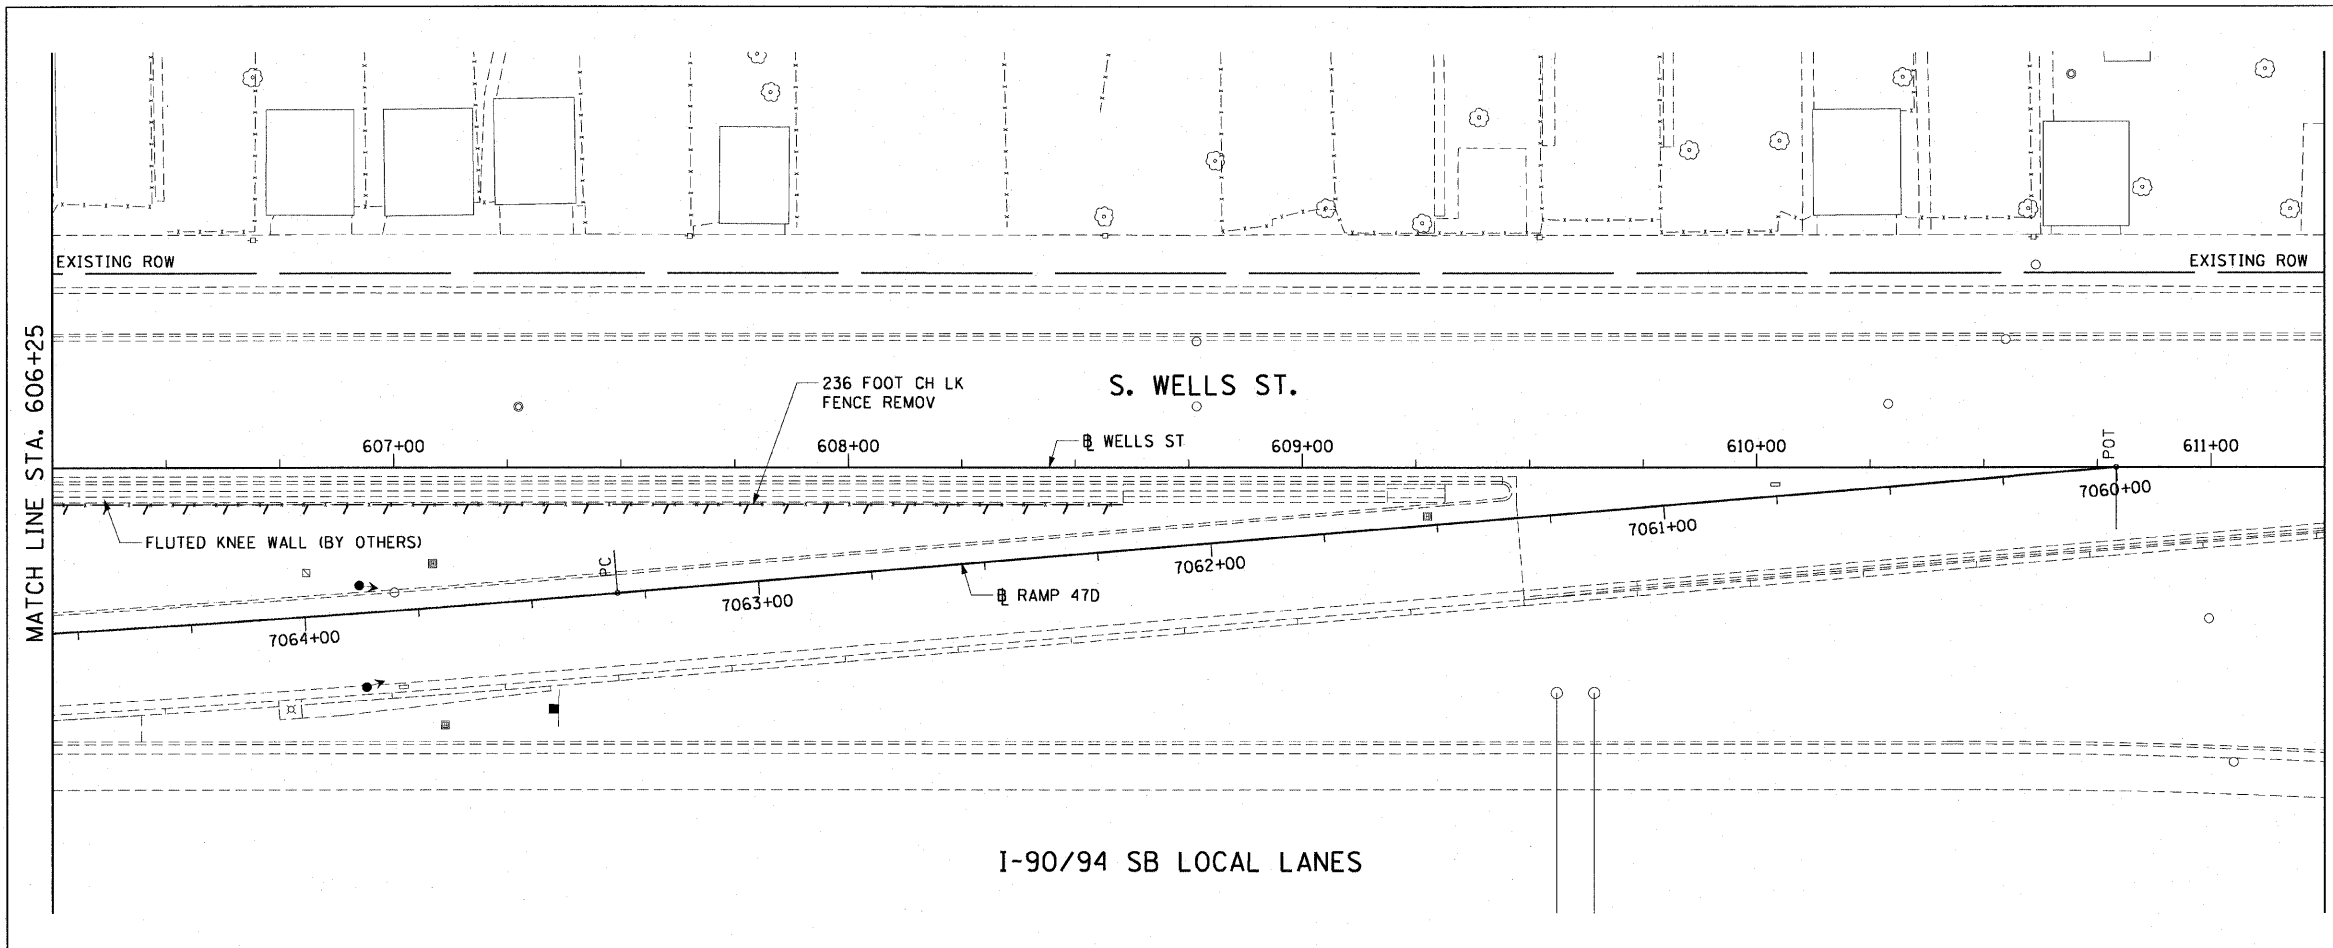 EXISTING ROW
EXISTING ROW
MATCH LINE STA. 606+25
236 FOOT CH LK
FENCE REMOV
S. WELLS ST.
607+00
608+00
℄ WELLS ST
609+00
610+00
POT
611+00
7060+00
7061+00
FLUTED KNEE WALL (BY OTHERS)
PC
7062+00
7063+00
℄ RAMP 47D
7064+00
I-90/94 SB LOCAL LANES